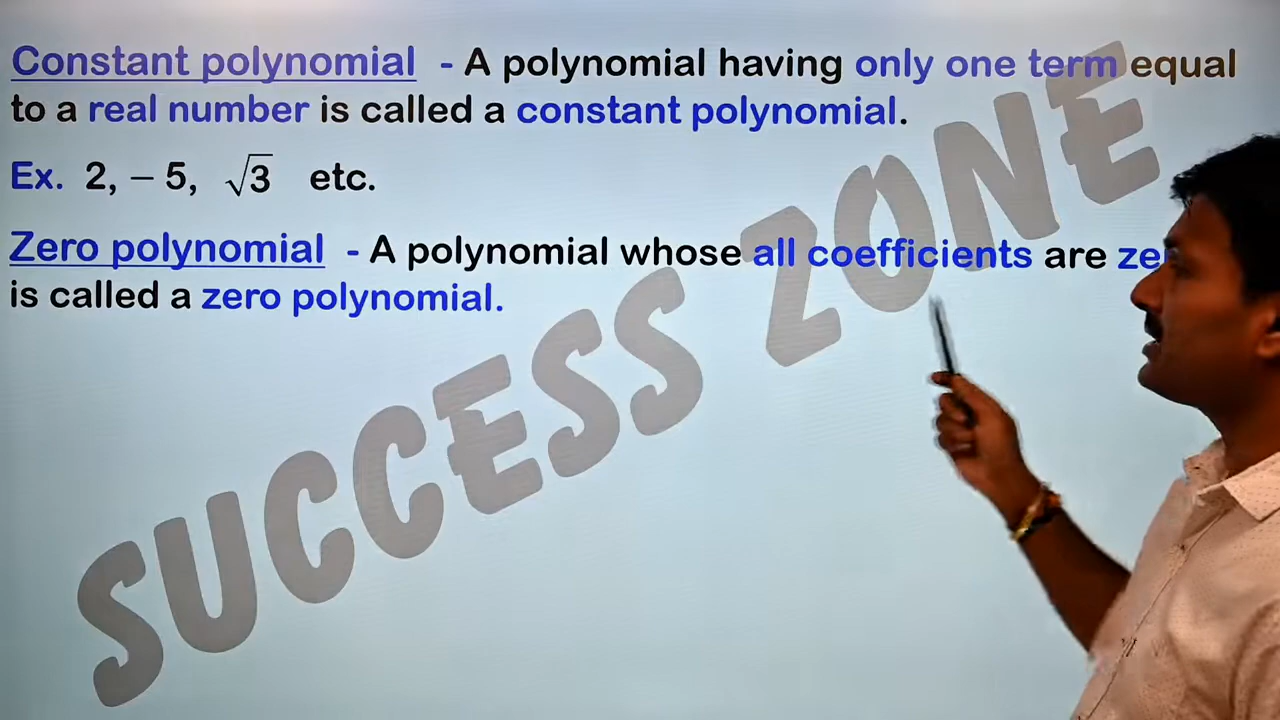 Constant polynomial - A polynomial having only one term equal
to a real number is called a constant polynomial.
Ex. 2, – 5, √3 etc.
Zero polynomial - A polynomial whose all coefficients are
is called a zero polynomial.
SUCCESS ZONE